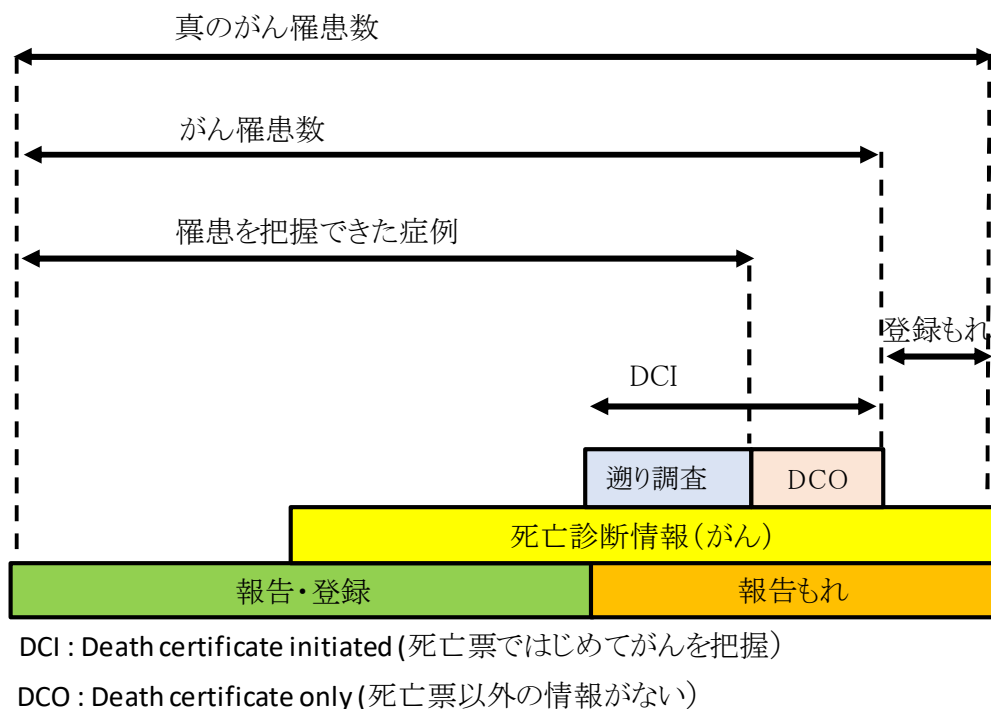 真のがん罹患数
がん罹患数
罹患を把握できた症例
登録もれ
DCI
遡り調査
DCO
死亡診断情報(がん)
報告・登録
報告もれ
DCI : Death certificate initiated (死亡票ではじめてがんを把握)
DCO : Death certificate only (死亡票以外の情報がない)